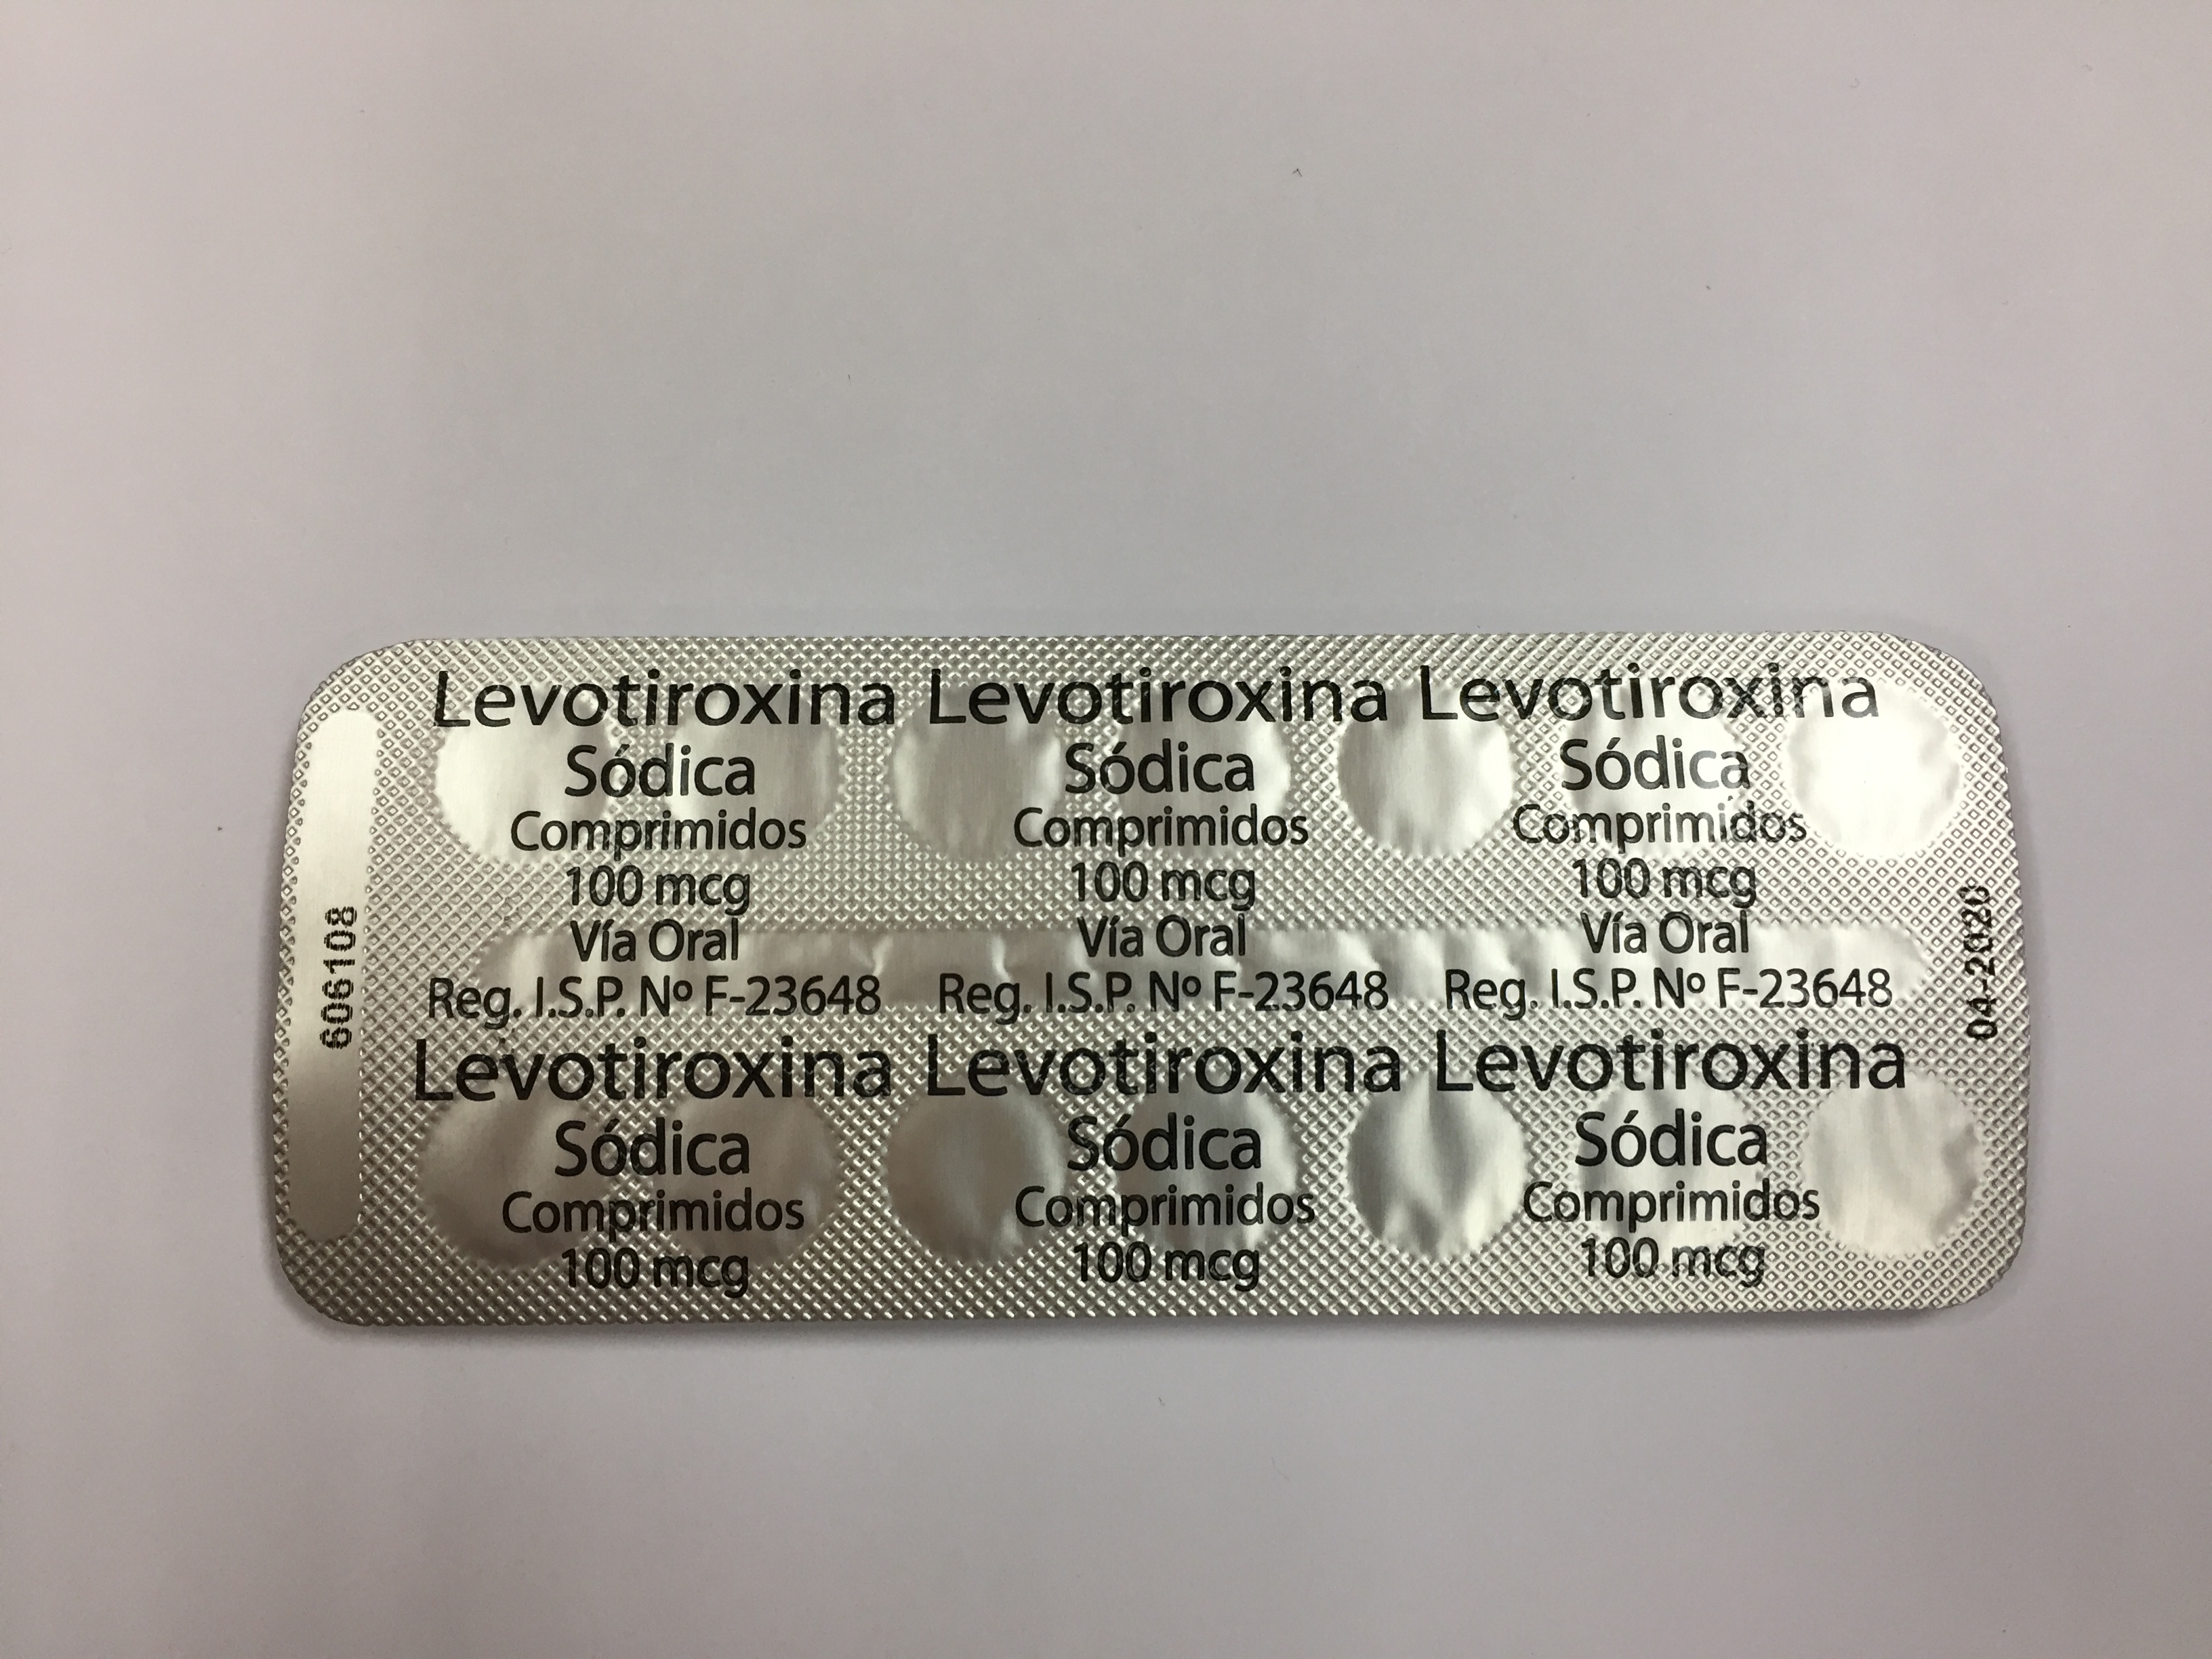 Levotiroxina Levotiroxina Levotiroxina
Sódica Sódica Sódica
Comprimidos Comprimidos Comprimidos
100 mcg 100 mcg 100 mcg
Vía Oral Vía Oral Vía Oral
Reg. I.S.P. Nº F-23648 Reg. I.S.P. Nº F-23648 Reg. I.S.P. Nº F-23648
Levotiroxina Levotiroxina Levotiroxina
Sódica Sódica Sódica
Comprimidos Comprimidos Comprimidos
100 mcg 100 mcg 100 mcg
606108
04-2020